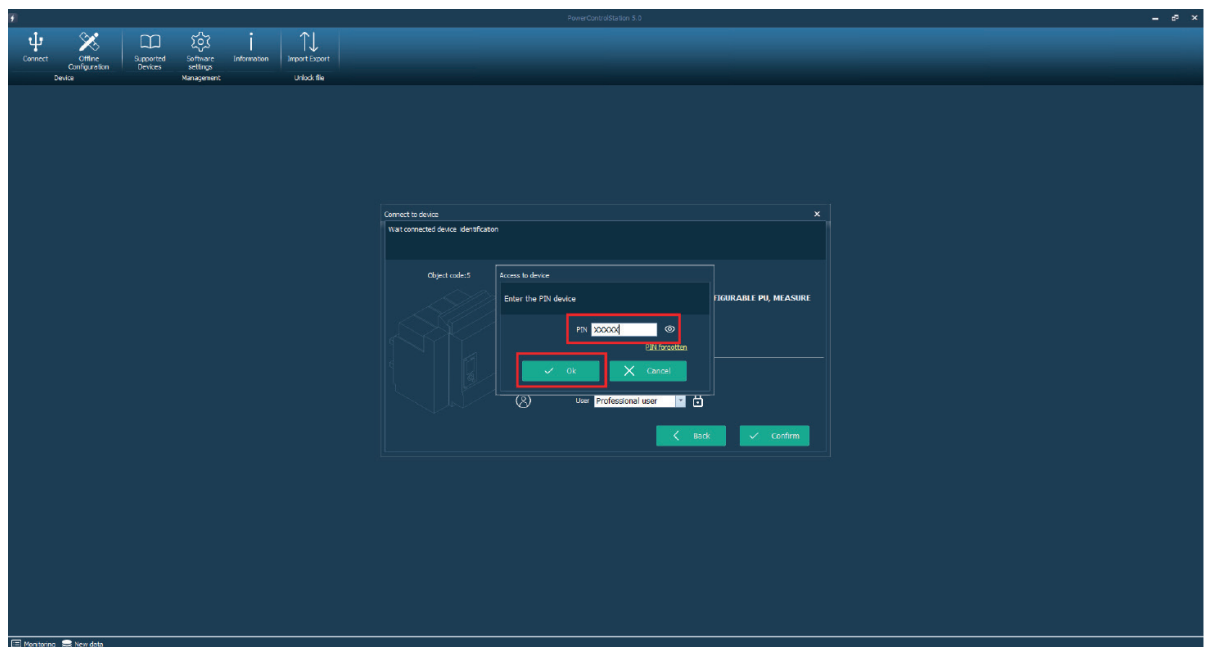 PowerControlStation 5.0
Connect
Offline Configuration
Supported Devices
Software settings
Information
Import Export
Device
Management
Unlock file
Connect to device
Wait connected device identification
Object code:5
Access to device
Enter the PIN device
FIGURABLE PU, MEASURE
PIN XXXXX
PIN forgotten
Ok
Cancel
User Professional user
Back
Confirm
Monitoring New data